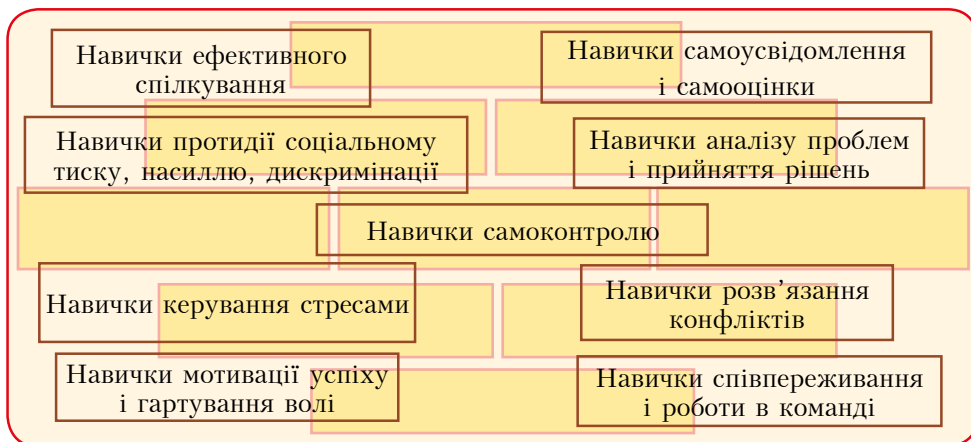 Навички ефективного
спілкування
Навички самоусвідомлення
і самооцінки
Навички протидії соціальному
тиску, насиллю, дискримінації
Навички аналізу проблем
і прийняття рішень
Навички самоконтролю
Навички керування стресами
Навички розв’язання
конфліктів
Навички мотивації успіху
і гартування волі
Навички співпереживання
і роботи в команді